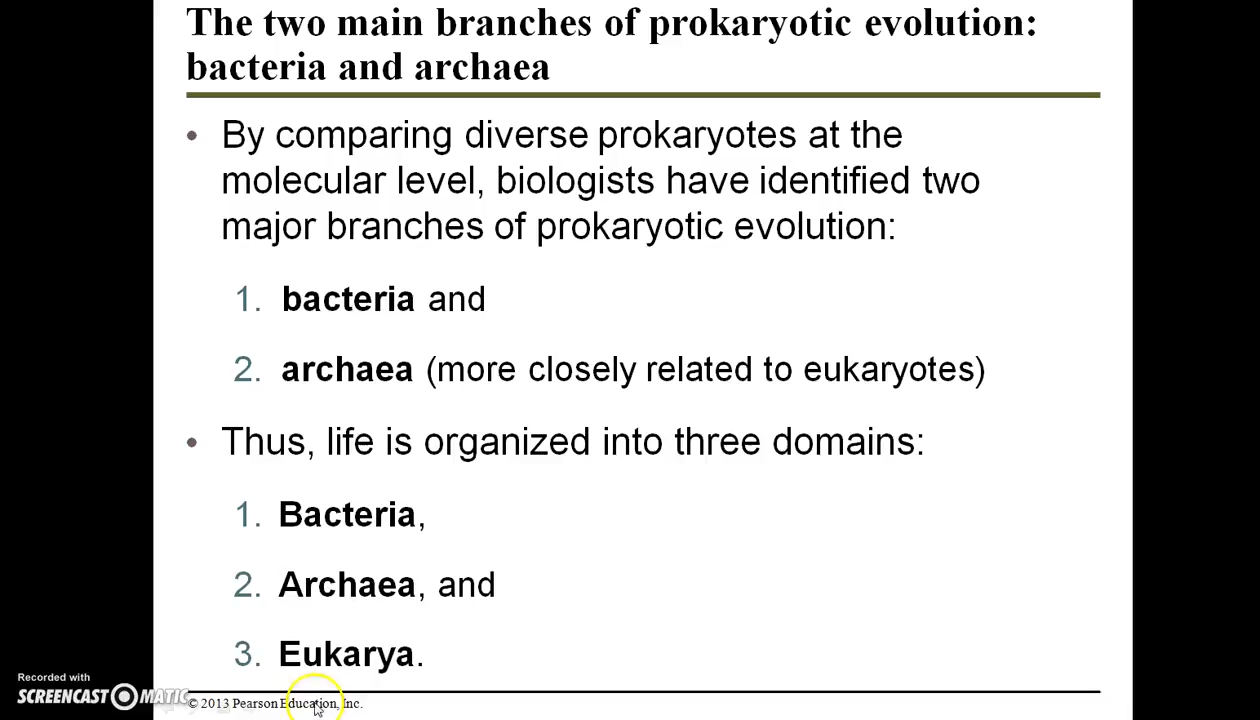 The two main branches of prokaryotic evolution:
bacteria and archaea
• By comparing diverse prokaryotes at the
molecular level, biologists have identified two
major branches of prokaryotic evolution:
1. bacteria and
2. archaea (more closely related to eukaryotes)
• Thus, life is organized into three domains:
1. Bacteria,
2. Archaea, and
3. Eukarya.
Recorded with
SCREENCAST MATIC
© 2013 Pearson Education, Inc.